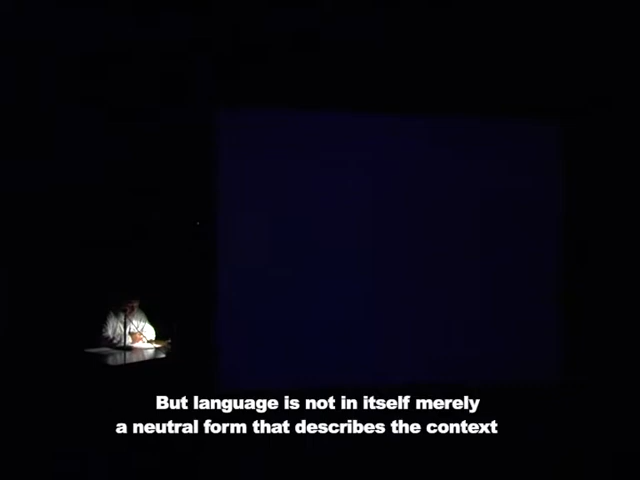 But language is not in itself merely
a neutral form that describes the context